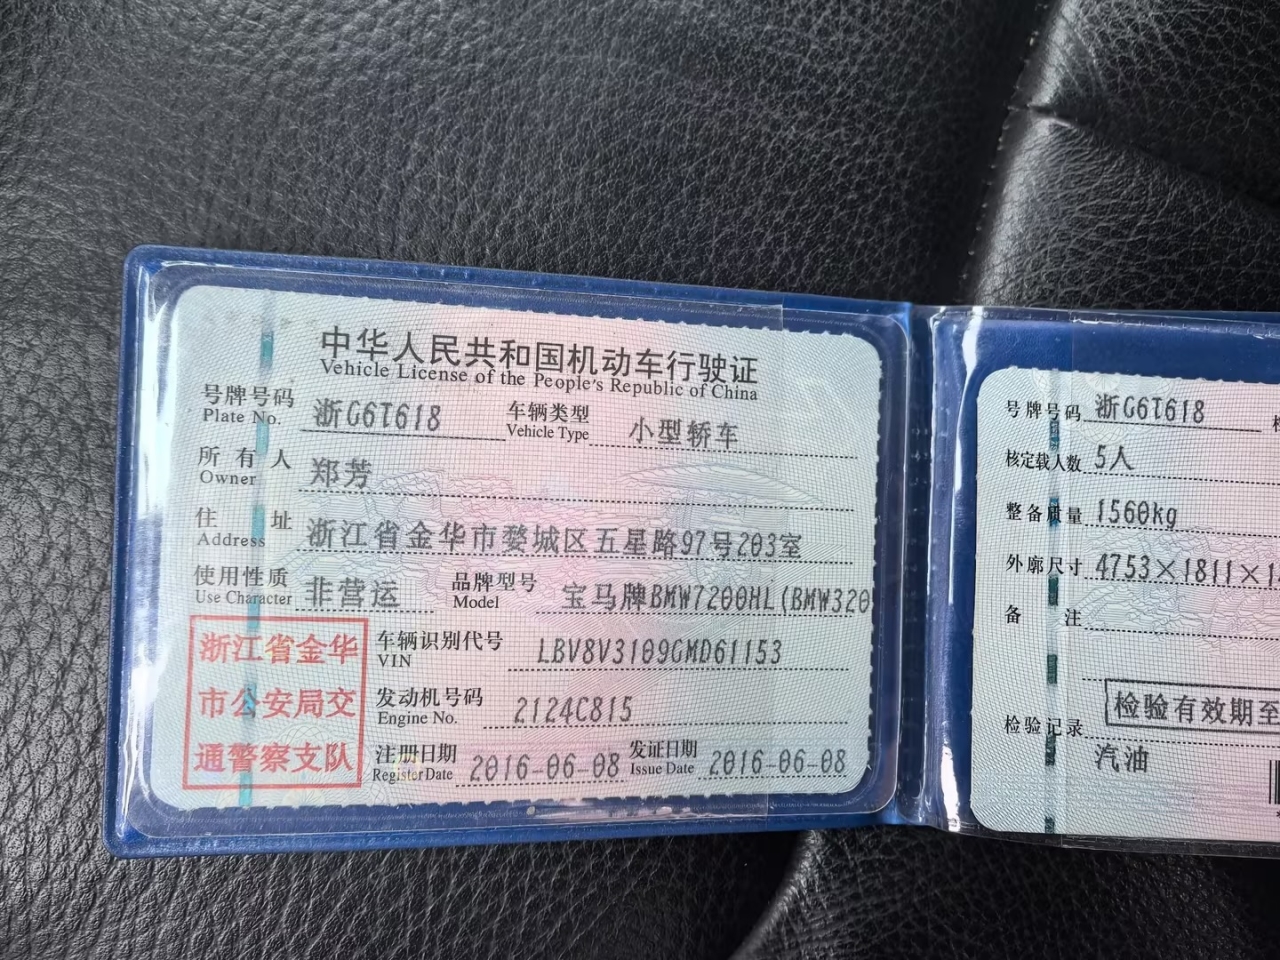 中华人民共和国机动车行驶证
Vehicle License of the People's Republic of China
号牌号码 浙G6T618 车辆类型 小型轿车
Plate No. Vehicle Type
所有人 郑芳
Owner
住址 浙江省金华市婺城区五星路97号203室
Address
使用性质 非营运 品牌型号 宝马牌BMW7200HL(BMW320
Use Character Model
浙江省金华
市公安局交
通警察支队
车辆识别代号 LBV8V3109GMD61153
VIN
发动机号码 2124C815
Engine No.
注册日期 2016-06-08 发证日期 2016-06-08
Register Date Issue Date
号牌号码 浙G6T618
核定载人数 5人
整备质量 1560kg
外廓尺寸 4753×1811×1
备注
检验有效期至
检验记录
汽油